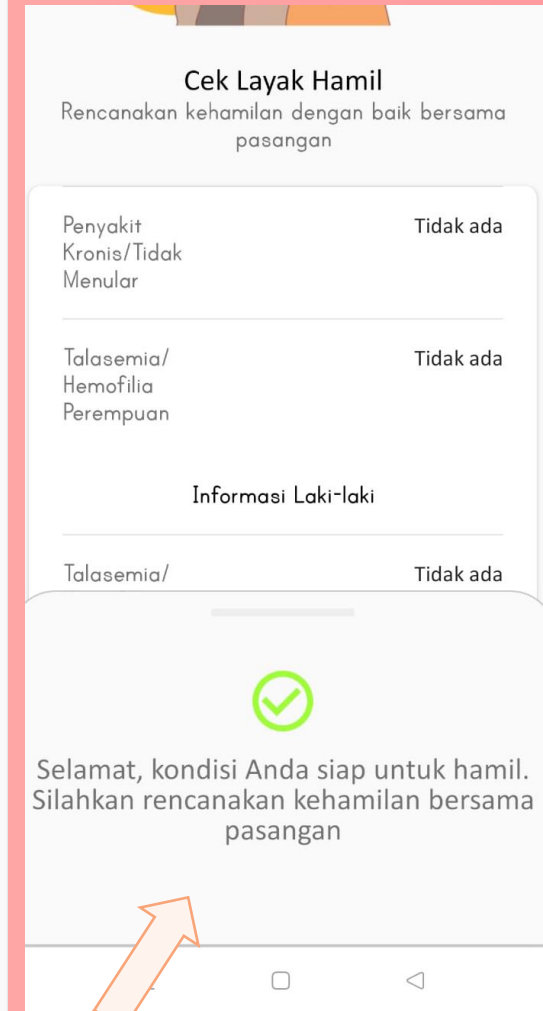 Cek Layak Hamil
Rencanakan kehamilan dengan baik bersama
pasangan
Penyakit Tidak ada
Kronis/Tidak
Menular
Talasemia/ Tidak ada
Hemofilia
Perempuan
Informasi Laki-laki
Talasemia/ Tidak ada
Selamat, kondisi Anda siap untuk hamil.
Silahkan rencanakan kehamilan bersama
pasangan